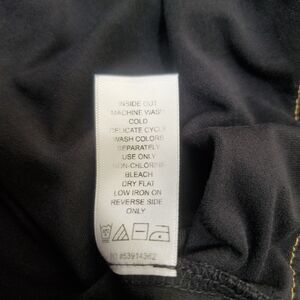 INSIDE OUT
MACHINE WASH
COLD
DELICATE CYCLE
WASH COLORS
SEPARATELY
USE ONLY
NON-CHLORINE
BLEACH
DRY FLAT
LOW IRON ON
REVERSE SIDE
ONLY
#53914362